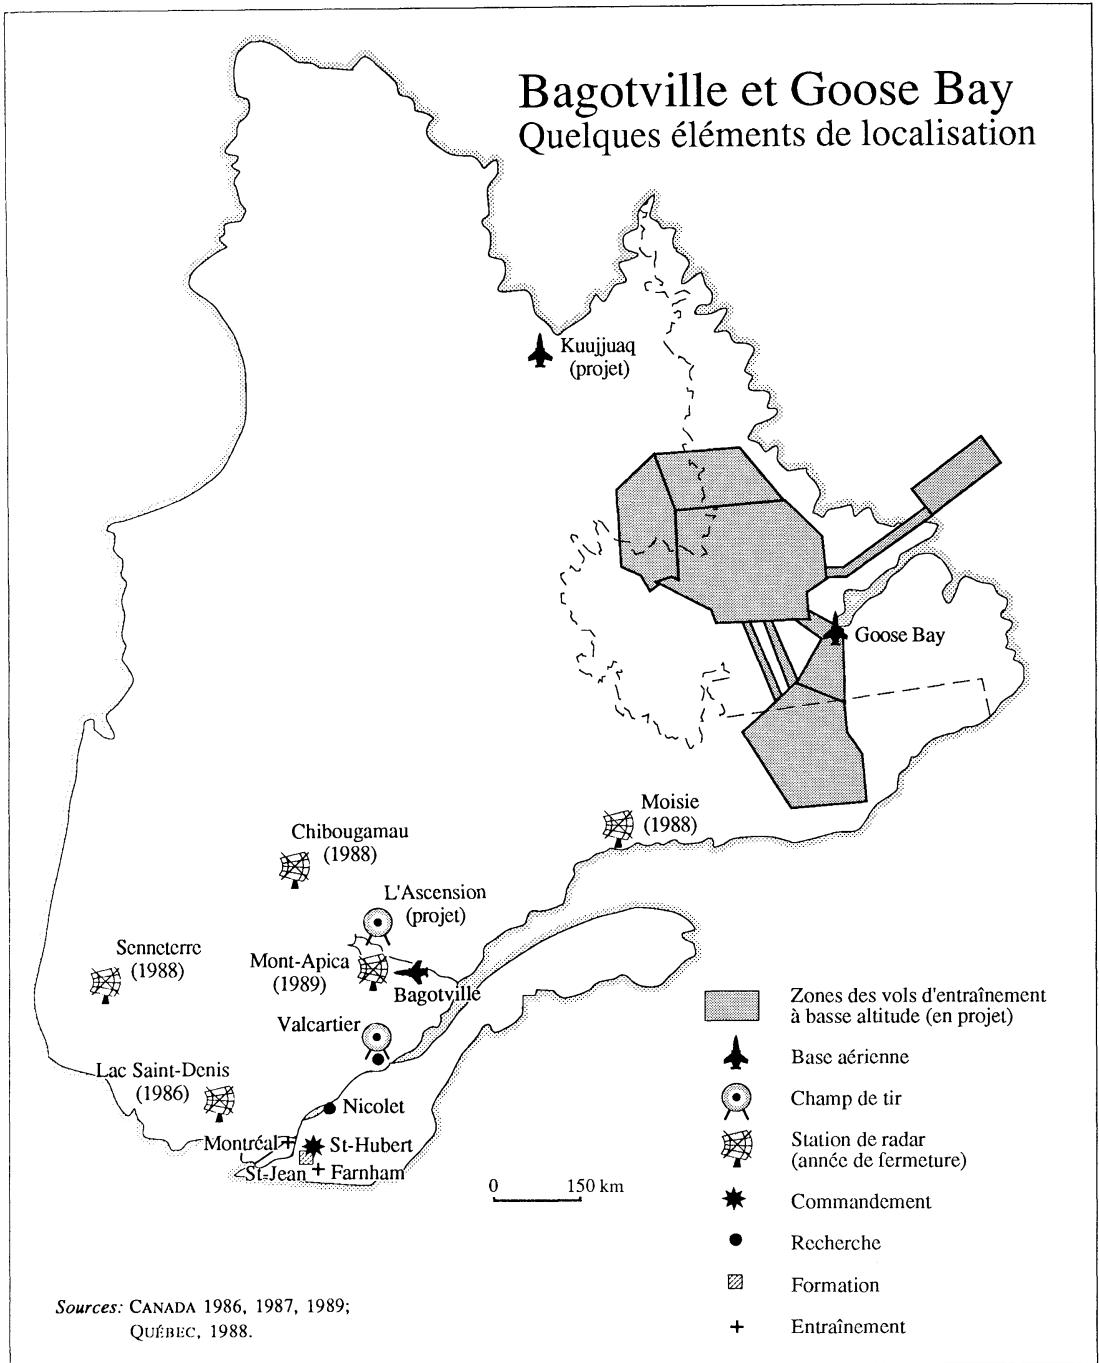 Bagotville et Goose Bay
Quelques éléments de localisation
Kuujjuaq
(projet)
Goose Bay
Moisie
(1988)
Chibougamau
(1988)
L'Ascension
(projet)
Senneterre
(1988)
Mont-Apica
(1989)
Bagotville
Valcartier
Lac Saint-Denis
(1986)
Nicolet
Montréal
St-Hubert
St-Jean
Farnham
0 150 km
Zones des vols d'entraînement
à basse altitude (en projet)
Base aérienne
Champ de tir
Station de radar
(année de fermeture)
Commandement
Recherche
Formation
Entraînement
Sources: CANADA 1986, 1987, 1989;
QUÉBEC, 1988.